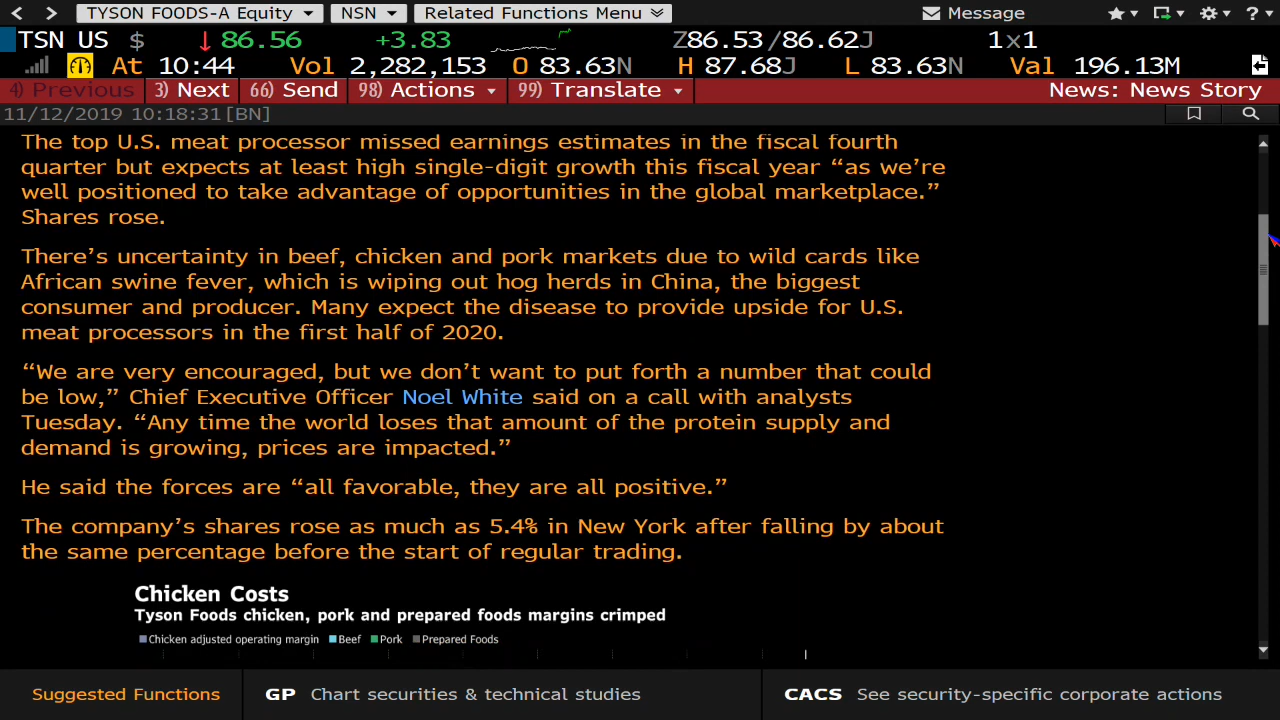 TYSON FOODS-A Equity NSN Related Functions Menu Message ?
TSN US $ ↓ 86.56 +3.83 Z86.53/86.62J 1x1
At 10:44 Vol 2,282,153 O 83.63N H 87.68J L 83.63N Val 196.13M
4) Previous 3) Next 66) Send 98) Actions 99) Translate News: News Story
11/12/2019 10:18:31[BN]
The top U.S. meat processor missed earnings estimates in the fiscal fourth
quarter but expects at least high single-digit growth this fiscal year “as we’re
well positioned to take advantage of opportunities in the global marketplace.”
Shares rose.
There’s uncertainty in beef, chicken and pork markets due to wild cards like
African swine fever, which is wiping out hog herds in China, the biggest
consumer and producer. Many expect the disease to provide upside for U.S.
meat processors in the first half of 2020.
“We are very encouraged, but we don’t want to put forth a number that could
be low,” Chief Executive Officer Noel White said on a call with analysts
Tuesday. “Any time the world loses that amount of the protein supply and
demand is growing, prices are impacted.”
He said the forces are “all favorable, they are all positive.”
The company’s shares rose as much as 5.4% in New York after falling by about
the same percentage before the start of regular trading.
Chicken Costs
Tyson Foods chicken, pork and prepared foods margins crimped
Chicken adjusted operating margin Beef Pork Prepared Foods
Suggested Functions GP Chart securities & technical studies CACS See security-specific corporate actions